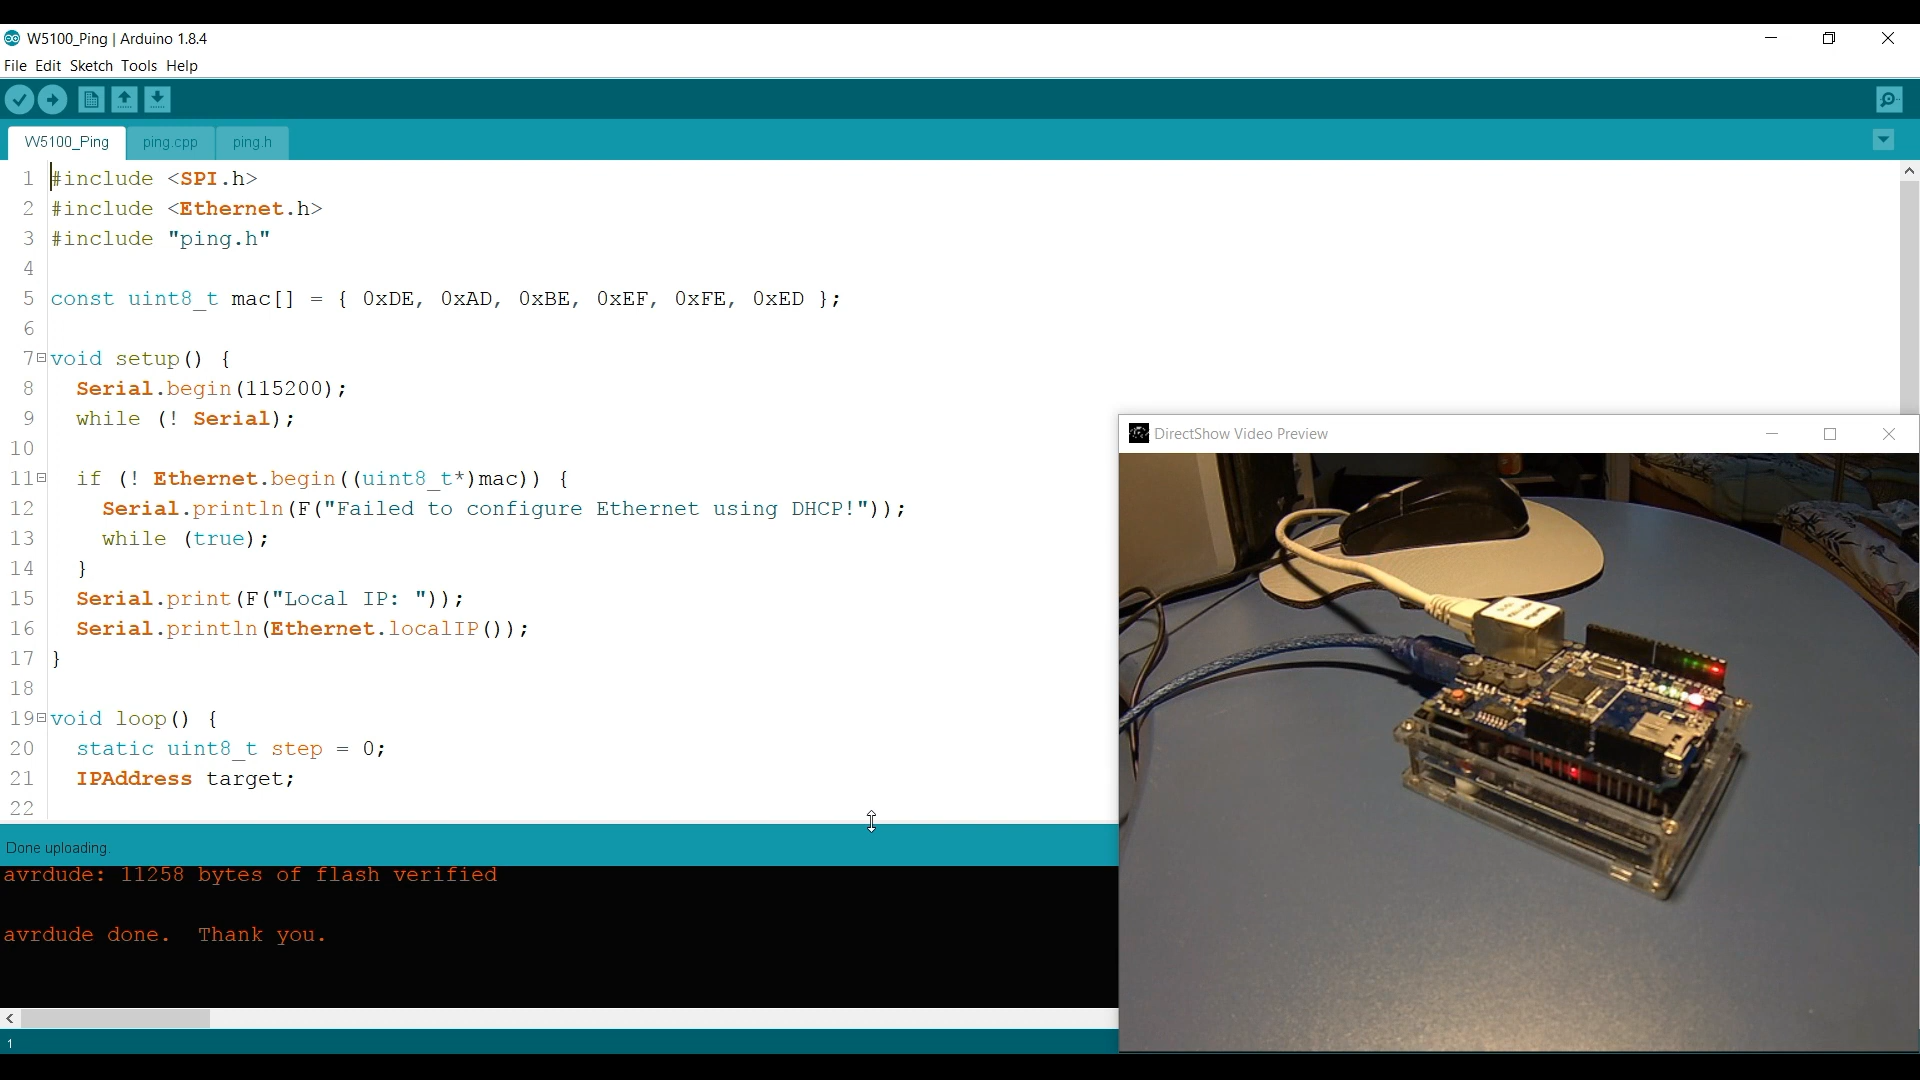 W5100_Ping | Arduino 1.8.4
File Edit Sketch Tools Help
W5100_Ping ping.cpp ping.h
1 #include <SPI.h>
2 #include <Ethernet.h>
3 #include "ping.h"
4
5 const uint8_t mac[] = { 0xDE, 0xAD, 0xBE, 0xEF, 0xFE, 0xED };
6
7 void setup() {
8 Serial.begin(115200);
9 while (! Serial);
10
11 if (! Ethernet.begin((uint8_t*)mac)) {
12 Serial.println(F("Failed to configure Ethernet using DHCP!"));
13 while (true);
14 }
15 Serial.print(F("Local IP: "));
16 Serial.println(Ethernet.localIP());
17 }
18
19 void loop() {
20 static uint8_t step = 0;
21 IPAddress target;
22
DirectShow Video Preview
Done uploading.
avrdude: 11258 bytes of flash verified
avrdude done. Thank you.
1